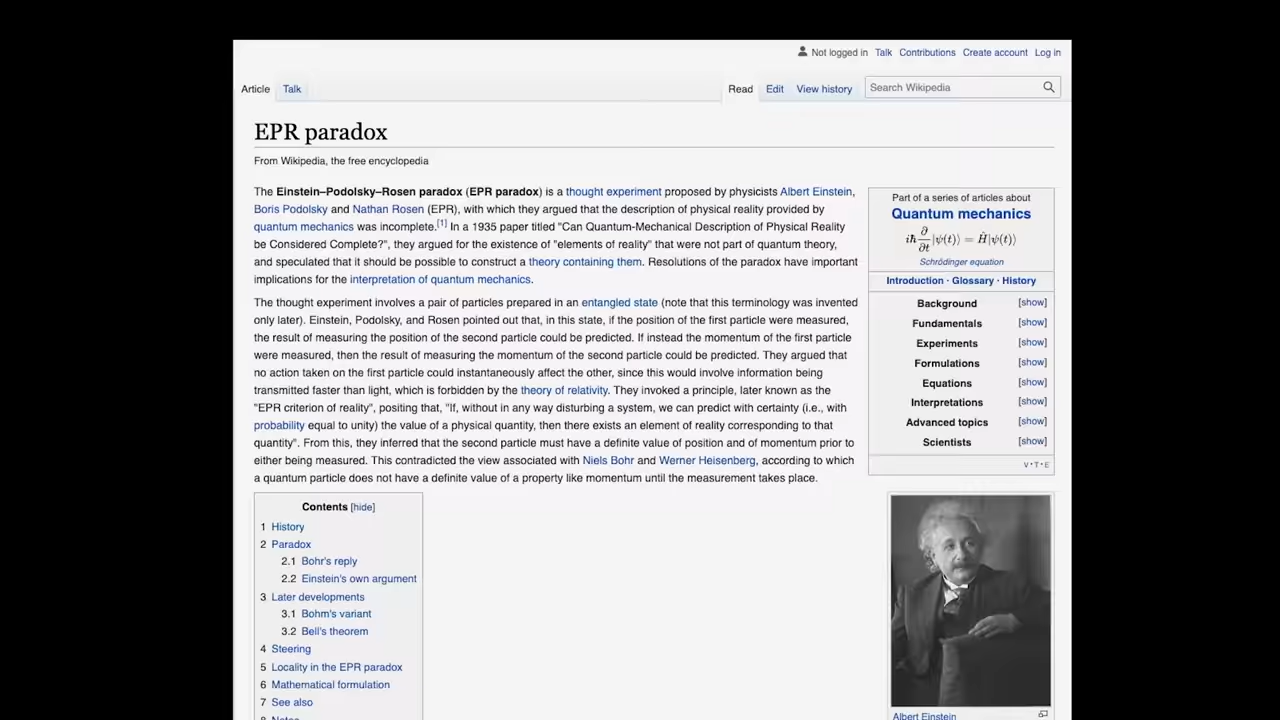 Not logged in Talk Contributions Create account Log in
Article Talk Read Edit View history Search Wikipedia
EPR paradox
From Wikipedia, the free encyclopedia
The Einstein–Podolsky–Rosen paradox (EPR paradox) is a thought experiment proposed by physicists Albert Einstein,
Boris Podolsky and Nathan Rosen (EPR), with which they argued that the description of physical reality provided by
quantum mechanics was incomplete.[1] In a 1935 paper titled "Can Quantum-Mechanical Description of Physical Reality
be Considered Complete?", they argued for the existence of "elements of reality" that were not part of quantum theory,
and speculated that it should be possible to construct a theory containing them. Resolutions of the paradox have important
implications for the interpretation of quantum mechanics.
The thought experiment involves a pair of particles prepared in an entangled state (note that this terminology was invented
only later). Einstein, Podolsky, and Rosen pointed out that, in this state, if the position of the first particle were measured,
the result of measuring the position of the second particle could be predicted. If instead the momentum of the first particle
were measured, then the result of measuring the momentum of the second particle could be predicted. They argued that
no action taken on the first particle could instantaneously affect the other, since this would involve information being
transmitted faster than light, which is forbidden by the theory of relativity. They invoked a principle, later known as the
"EPR criterion of reality", positing that, "If, without in any way disturbing a system, we can predict with certainty (i.e., with
probability equal to unity) the value of a physical quantity, then there exists an element of reality corresponding to that
quantity". From this, they inferred that the second particle must have a definite value of position and of momentum prior to
either being measured. This contradicted the view associated with Niels Bohr and Werner Heisenberg, according to which
a quantum particle does not have a definite value of a property like momentum until the measurement takes place.
Part of a series of articles about
Quantum mechanics
iħ ∂/∂t |ψ(t)⟩ = Ĥ|ψ(t)⟩
Schrödinger equation
Introduction · Glossary · History
Background [show]
Fundamentals [show]
Experiments [show]
Formulations [show]
Equations [show]
Interpretations [show]
Advanced topics [show]
Scientists [show]
V · T · E
Contents [hide]
1 History
2 Paradox
2.1 Bohr's reply
2.2 Einstein's own argument
3 Later developments
3.1 Bohm's variant
3.2 Bell's theorem
4 Steering
5 Locality in the EPR paradox
6 Mathematical formulation
7 See also
8 Notes
Albert Einstein